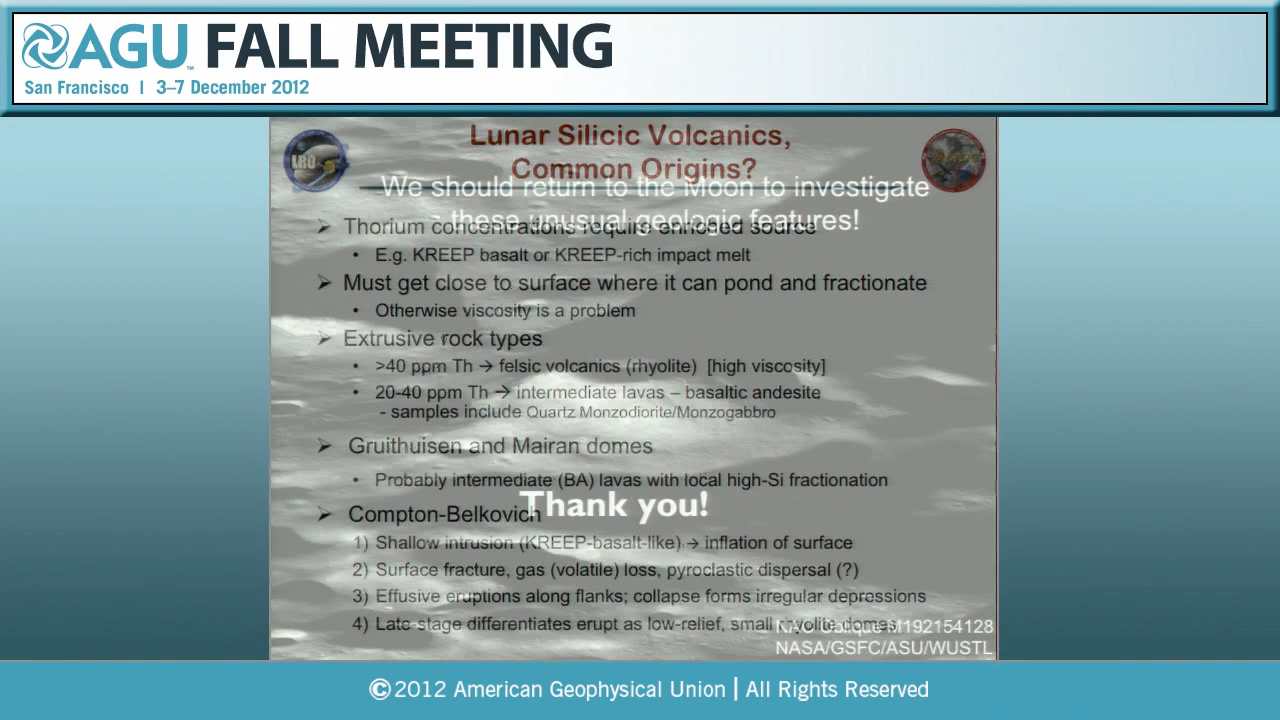 AGU FALL MEETING
San Francisco | 3–7 December 2012
LRO
Lunar Silicic Volcanics,
Common Origins?
We should return to the Moon to investigate
these unusual geologic features!
➢ Thorium concentrations require enriched source
• E.g. KREEP basalt or KREEP-rich impact melt
➢ Must get close to surface where it can pond and fractionate
• Otherwise viscosity is a problem
➢ Extrusive rock types
• >40 ppm Th → felsic volcanics (rhyolite) [high viscosity]
• 20-40 ppm Th → intermediate lavas – basaltic andesite
- samples include Quartz Monzodiorite/Monzogabbro
➢ Gruithuisen and Mairan domes
• Probably intermediate (BA) lavas with local high-Si fractionation
Thank you!
➢ Compton-Belkovich
1) Shallow intrusion (KREEP-basalt-like) → inflation of surface
2) Surface fracture, gas (volatile) loss, pyroclastic dispersal (?)
3) Effusive eruptions along flanks; collapse forms irregular depressions
4) Late-stage differentiates erupt as low-relief, small rhyolite domes
NAC Oblique M192154128
NASA/GSFC/ASU/WUSTL
©2012 American Geophysical Union | All Rights Reserved